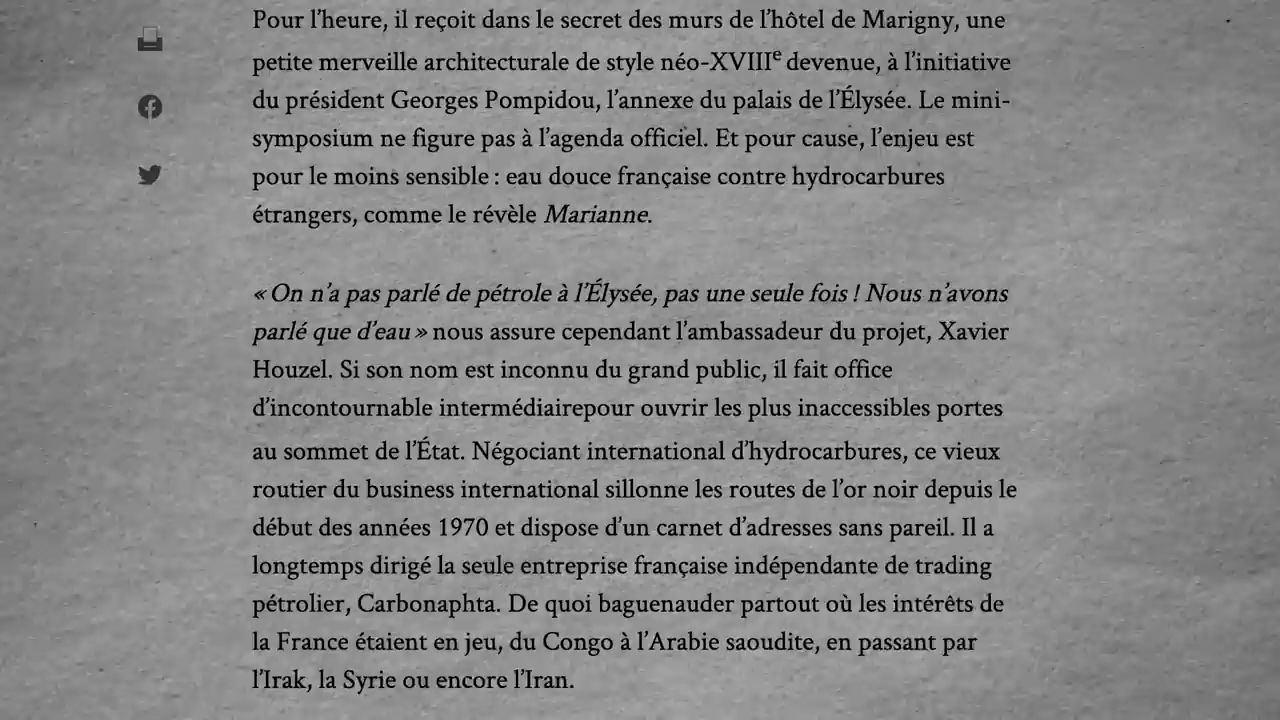 Pour l’heure, il reçoit dans le secret des murs de l’hôtel de Marigny, une
petite merveille architecturale de style néo-XVIIIe devenue, à l’initiative
du président Georges Pompidou, l’annexe du palais de l’Élysée. Le mini-
symposium ne figure pas à l’agenda officiel. Et pour cause, l’enjeu est
pour le moins sensible : eau douce française contre hydrocarbures
étrangers, comme le révèle Marianne.
« On n’a pas parlé de pétrole à l’Élysée, pas une seule fois ! Nous n’avons
parlé que d’eau » nous assure cependant l’ambassadeur du projet, Xavier
Houzel. Si son nom est inconnu du grand public, il fait office
d’incontournable intermédiairepour ouvrir les plus inaccessibles portes
au sommet de l’État. Négociant international d’hydrocarbures, ce vieux
routier du business international sillonne les routes de l’or noir depuis le
début des années 1970 et dispose d’un carnet d’adresses sans pareil. Il a
longtemps dirigé la seule entreprise française indépendante de trading
pétrolier, Carbonaphta. De quoi baguenauder partout où les intérêts de
la France étaient en jeu, du Congo à l’Arabie saoudite, en passant par
l’Irak, la Syrie ou encore l’Iran.